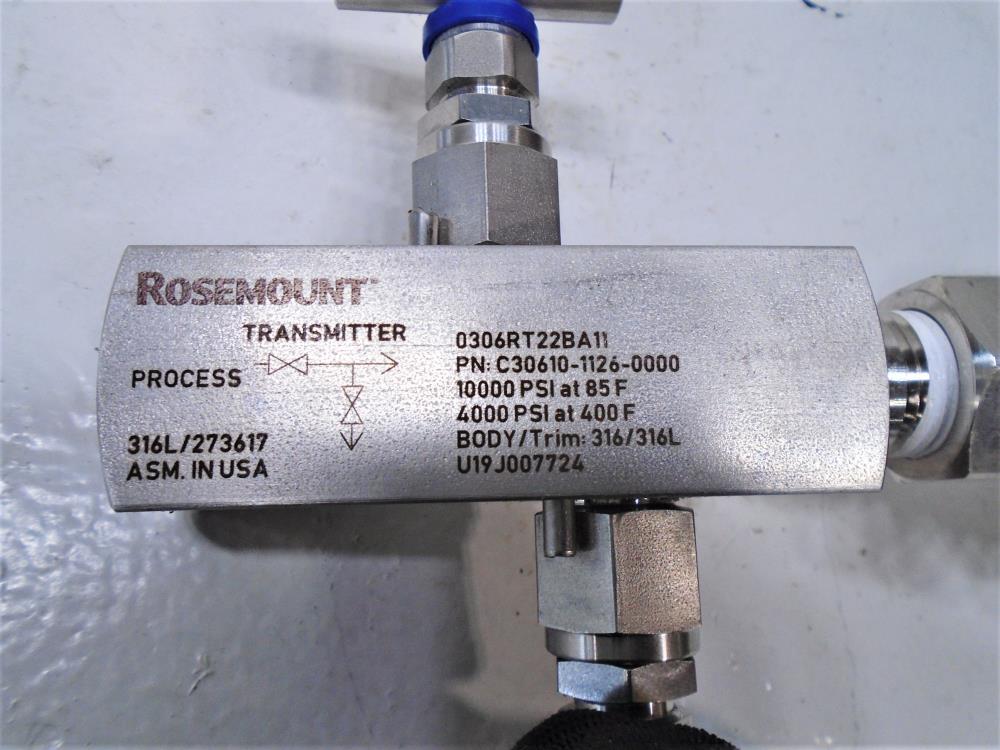 ROSEMOUNT™
TRANSMITTER
PROCESS
316L/273617
ASM. IN USA
0306RT22BA11
PN: C30610-1126-0000
10000 PSI at 85 F
4000 PSI at 400 F
BODY/Trim: 316/316L
U19J007724